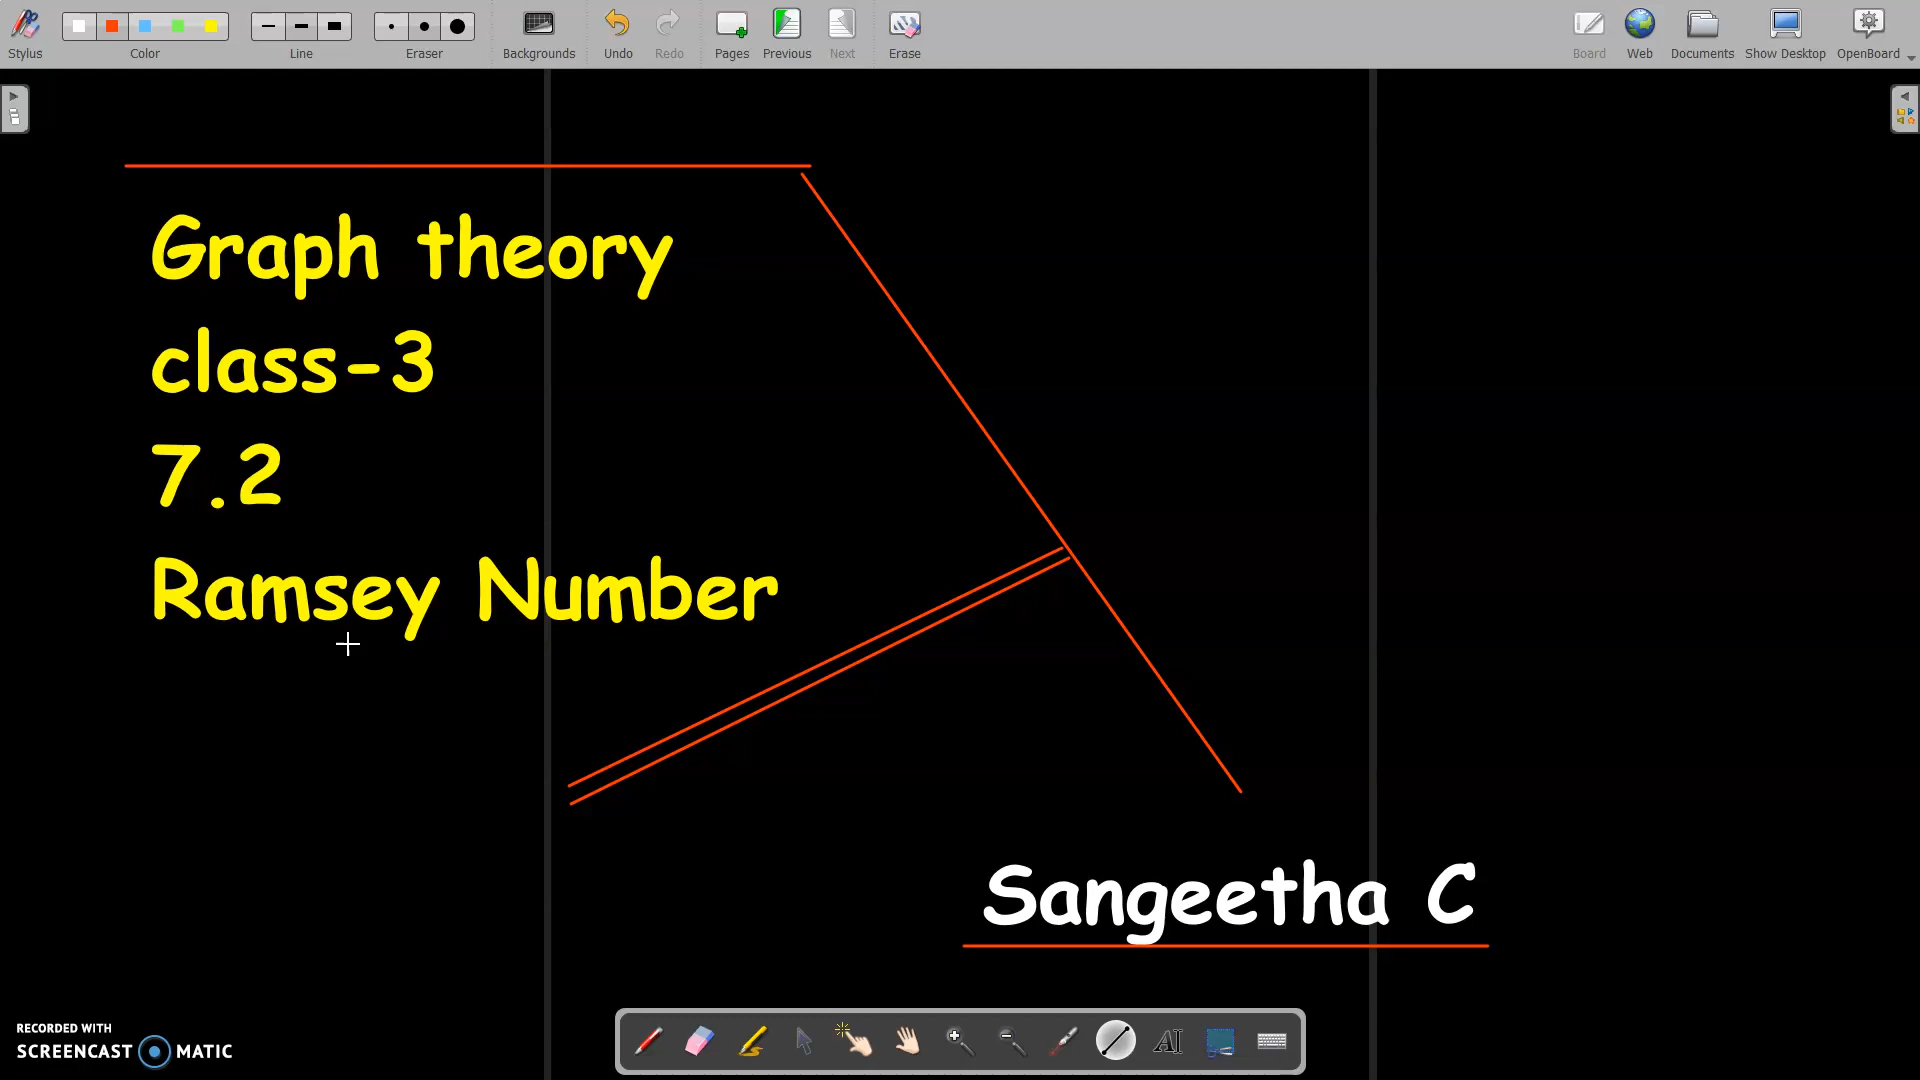 Stylus Color Line Eraser Backgrounds Undo Redo Pages Previous Next Erase Board Web Documents Show Desktop OpenBoard
Graph theory
class-3
7.2
Ramsey Number
Sangeetha C
RECORDED WITH
SCREENCAST MATIC
AI